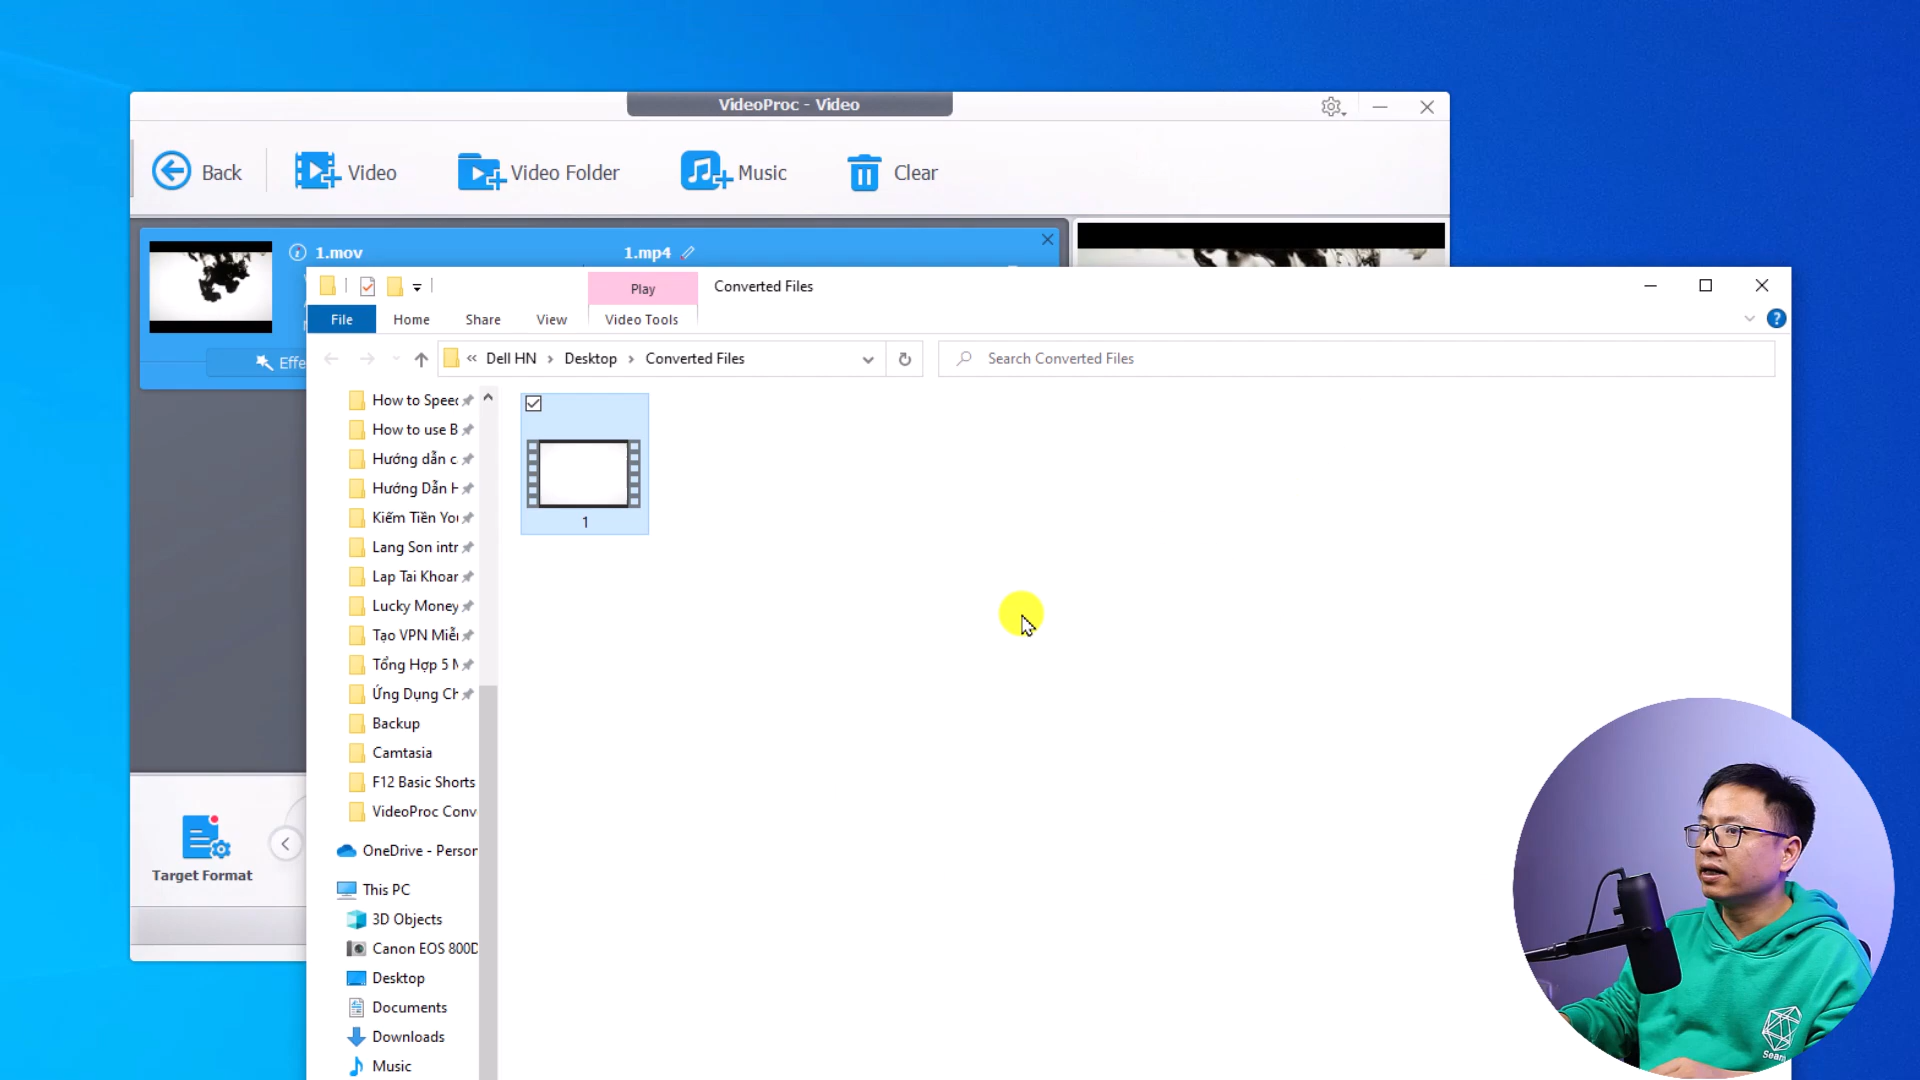 VideoProc - Video
Back
Video
Video Folder
Music
Clear
1.mov
1.mp4
Effe
Play
Converted Files
File
Home
Share
View
Video Tools
« Dell HN > Desktop > Converted Files
Search Converted Files
How to Speec
How to use B
Hướng dẫn c
Hướng Dẫn H
Kiếm Tiền You
Lang Son intr
Lap Tai Khoar
Lucky Money
Tạo VPN Miễ
Tổng Hợp 5 M
Ứng Dụng Ch
Backup
Camtasia
F12 Basic Shorts
VideoProc Conv
OneDrive - Person
This PC
3D Objects
Canon EOS 800D
Desktop
Documents
Downloads
Music
1
Target Format
Seam